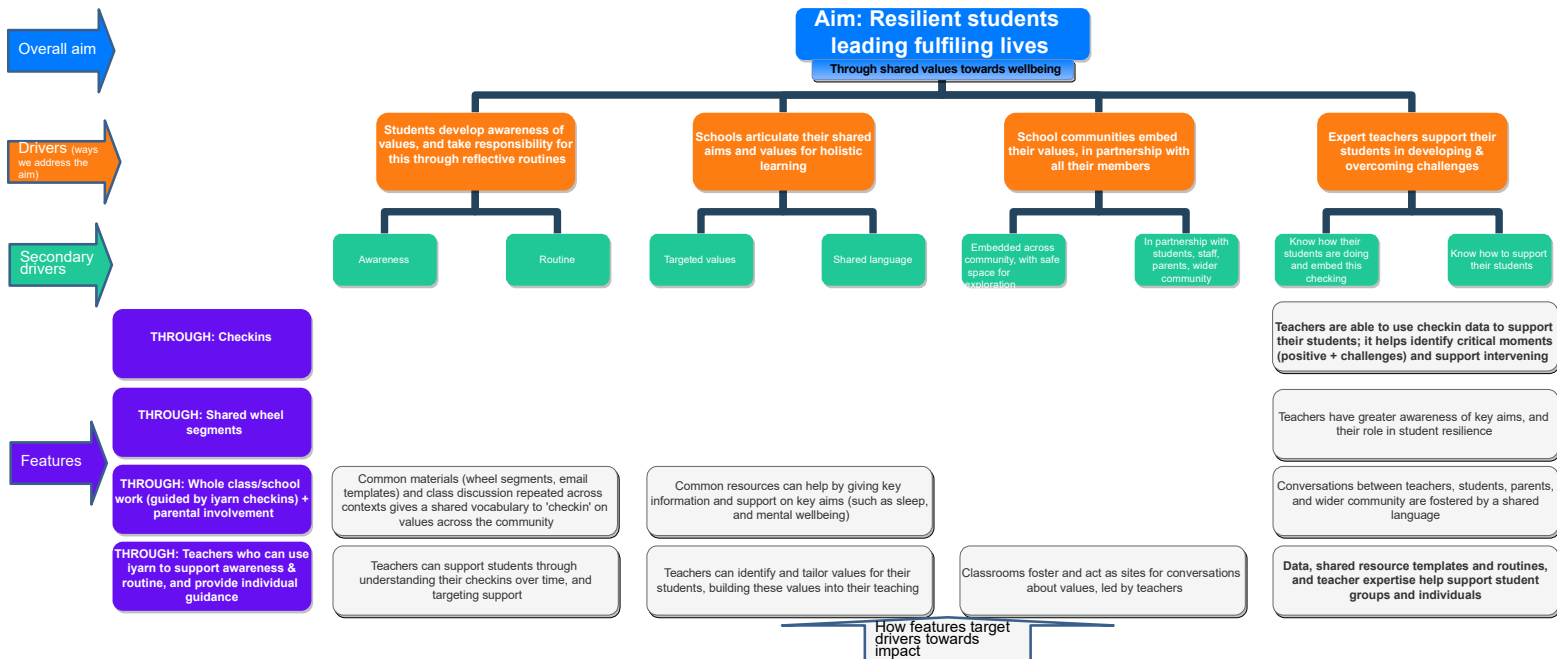 Overall aim
Aim: Resilient students
leading fulfiling lives
Through shared values towards wellbeing
Drivers (ways
we address the
aim)
Students develop awareness of
values, and take responsibility for
this through reflective routines
Schools articulate their shared
aims and values for holistic
learning
School communities embed
their values, in partnership with
all their members
Expert teachers support their
students in developing &
overcoming challenges
Secondary
drivers
Awareness
Routine
Targeted values
Shared language
Embedded across
community, with safe
space for
exploration
In partnership with
students, staff,
parents, wider
community
Know how their
students are doing
and embed this
checking
Know how to support
their students
Features
THROUGH: Checkins
Teachers are able to use checkin data to support
their students; it helps identify critical moments
(positive + challenges) and support intervening
THROUGH: Shared wheel
segments
Teachers have greater awareness of key aims, and
their role in student resilience
THROUGH: Whole class/school
work (guided by iyarn checkins) +
parental involvement
Common materials (wheel segments, email
templates) and class discussion repeated across
contexts gives a shared vocabulary to 'checkin' on
values across the community
Common resources can help by giving key
information and support on key aims (such as sleep,
and mental wellbeing)
Conversations between teachers, students, parents,
and wider community are fostered by a shared
language
THROUGH: Teachers who can use
iyarn to support awareness &
routine, and provide individual
guidance
Teachers can support students through
understanding their checkins over time, and
targeting support
Teachers can identify and tailor values for their
students, building these values into their teaching
Classrooms foster and act as sites for conversations
about values, led by teachers
Data, shared resource templates and routines,
and teacher expertise help support student
groups and individuals
How features target
drivers towards
impact